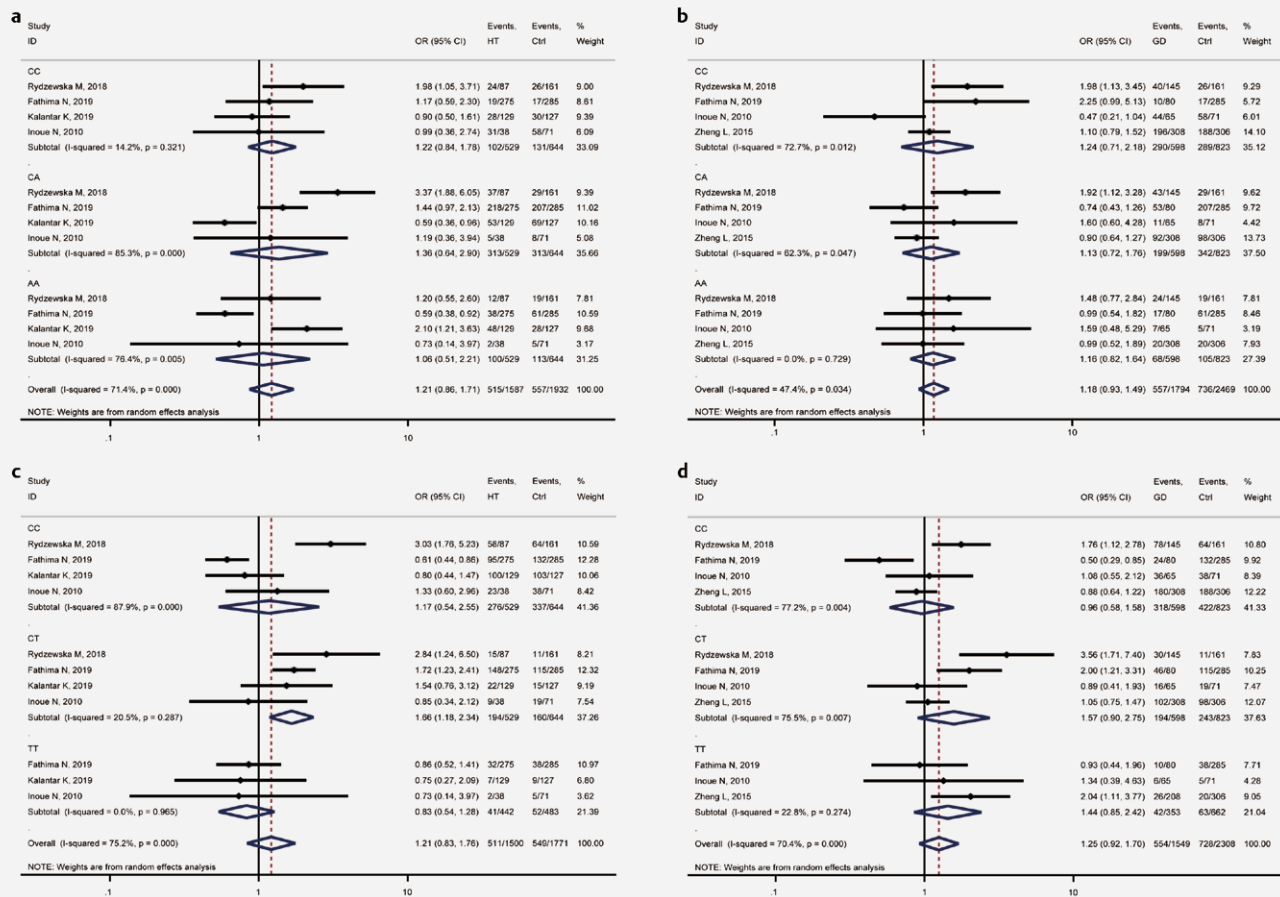 a
Study Events, Events, %
ID OR (95% CI) HT Ctrl Weight
CC
Rydzewska M, 2018 1.98 (1.05, 3.71) 24/87 26/161 9.00
Fathima N, 2019 1.17 (0.59, 2.30) 19/275 17/285 8.61
Kalantar K, 2019 0.90 (0.50, 1.61) 28/129 30/127 9.39
Inoue N, 2010 0.99 (0.36, 2.74) 31/38 58/71 6.09
Subtotal (I-squared = 14.2%, p = 0.321) 1.22 (0.84, 1.78) 102/529 131/644 33.09
.
CA
Rydzewska M, 2018 3.37 (1.88, 6.05) 37/87 29/161 9.39
Fathima N, 2019 1.44 (0.97, 2.13) 218/275 207/285 11.02
Kalantar K, 2019 0.59 (0.36, 0.96) 53/129 69/127 10.16
Inoue N, 2010 1.19 (0.36, 3.94) 5/38 8/71 5.08
Subtotal (I-squared = 85.3%, p = 0.000) 1.36 (0.64, 2.90) 313/529 313/644 35.66
.
AA
Rydzewska M, 2018 1.20 (0.55, 2.60) 12/87 19/161 7.81
Fathima N, 2019 0.59 (0.38, 0.92) 38/275 61/285 10.59
Kalantar K, 2019 2.10 (1.21, 3.63) 48/129 28/127 9.68
Inoue N, 2010 0.73 (0.14, 3.97) 2/38 5/71 3.17
Subtotal (I-squared = 76.4%, p = 0.005) 1.06 (0.51, 2.21) 100/529 113/644 31.25
.
Overall (I-squared = 71.4%, p = 0.000) 1.21 (0.86, 1.71) 515/1587 557/1932 100.00
NOTE: Weights are from random effects analysis
.1 1 10
b
Study Events, Events, %
ID OR (95% CI) GD Ctrl Weight
CC
Rydzewska M, 2018 1.98 (1.13, 3.45) 40/145 26/161 9.29
Fathima N, 2019 2.25 (0.99, 5.13) 10/80 17/285 5.72
Inoue N, 2010 0.47 (0.21, 1.04) 44/65 58/71 6.01
Zheng L, 2015 1.10 (0.79, 1.52) 196/308 188/306 14.10
Subtotal (I-squared = 72.7%, p = 0.012) 1.24 (0.71, 2.18) 290/598 289/823 35.12
.
CA
Rydzewska M, 2018 1.92 (1.12, 3.28) 43/145 29/161 9.62
Fathima N, 2019 0.74 (0.43, 1.26) 53/80 207/285 9.72
Inoue N, 2010 1.60 (0.60, 4.28) 11/65 8/71 4.42
Zheng L, 2015 0.90 (0.64, 1.27) 92/308 98/306 13.73
Subtotal (I-squared = 62.3%, p = 0.047) 1.13 (0.72, 1.76) 199/598 342/823 37.50
.
AA
Rydzewska M, 2018 1.48 (0.77, 2.84) 24/145 19/161 7.81
Fathima N, 2019 0.99 (0.54, 1.82) 17/80 61/285 8.46
Inoue N, 2010 1.59 (0.48, 5.29) 7/65 5/71 3.19
Zheng L, 2015 0.99 (0.52, 1.89) 20/308 20/306 7.93
Subtotal (I-squared = 0.0%, p = 0.729) 1.16 (0.82, 1.64) 68/598 105/823 27.39
.
Overall (I-squared = 47.4%, p = 0.034) 1.18 (0.93, 1.49) 557/1794 736/2469 100.00
NOTE: Weights are from random effects analysis
.1 1 10
c
Study Events, Events, %
ID OR (95% CI) HT Ctrl Weight
CC
Rydzewska M, 2018 3.03 (1.76, 5.23) 58/87 64/161 10.59
Fathima N, 2019 0.61 (0.44, 0.86) 95/275 132/285 12.28
Kalantar K, 2019 0.80 (0.44, 1.47) 100/129 103/127 10.06
Inoue N, 2010 1.33 (0.60, 2.96) 23/38 38/71 8.42
Subtotal (I-squared = 87.9%, p = 0.000) 1.17 (0.54, 2.55) 276/529 337/644 41.36
.
CT
Rydzewska M, 2018 2.84 (1.24, 6.50) 15/87 11/161 8.21
Fathima N, 2019 1.72 (1.23, 2.41) 148/275 115/285 12.32
Kalantar K, 2019 1.54 (0.76, 3.12) 22/129 15/127 9.19
Inoue N, 2010 0.85 (0.34, 2.12) 9/38 19/71 7.54
Subtotal (I-squared = 20.5%, p = 0.287) 1.66 (1.18, 2.34) 194/529 160/644 37.26
.
TT
Fathima N, 2019 0.86 (0.52, 1.41) 32/275 38/285 10.97
Kalantar K, 2019 0.75 (0.27, 2.09) 7/129 9/127 6.80
Inoue N, 2010 0.73 (0.14, 3.97) 2/38 5/71 3.62
Subtotal (I-squared = 0.0%, p = 0.965) 0.83 (0.54, 1.28) 41/442 52/483 21.39
.
Overall (I-squared = 75.2%, p = 0.000) 1.21 (0.83, 1.76) 511/1500 549/1771 100.00
NOTE: Weights are from random effects analysis
.1 1 10
d
Study Events, Events, %
ID OR (95% CI) GD Ctrl Weight
CC
Rydzewska M, 2018 1.76 (1.12, 2.78) 78/145 64/161 10.80
Fathima N, 2019 0.50 (0.29, 0.85) 24/80 132/285 9.92
Inoue N, 2010 1.08 (0.55, 2.12) 36/65 38/71 8.39
Zheng L, 2015 0.88 (0.64, 1.22) 180/308 188/306 12.22
Subtotal (I-squared = 77.2%, p = 0.004) 0.96 (0.58, 1.58) 318/598 422/823 41.33
.
CT
Rydzewska M, 2018 3.56 (1.71, 7.40) 30/145 11/161 7.83
Fathima N, 2019 2.00 (1.21, 3.31) 46/80 115/285 10.25
Inoue N, 2010 0.89 (0.41, 1.93) 16/65 19/71 7.47
Zheng L, 2015 1.05 (0.75, 1.47) 102/308 98/306 12.07
Subtotal (I-squared = 75.5%, p = 0.007) 1.57 (0.90, 2.75) 194/598 243/823 37.63
.
TT
Fathima N, 2019 0.93 (0.44, 1.96) 10/80 38/285 7.71
Inoue N, 2010 1.34 (0.39, 4.63) 6/65 5/71 4.28
Zheng L, 2015 2.04 (1.11, 3.77) 26/208 20/306 9.05
Subtotal (I-squared = 22.8%, p = 0.274) 1.44 (0.85, 2.42) 42/353 63/662 21.04
.
Overall (I-squared = 70.4%, p = 0.000) 1.25 (0.92, 1.70) 554/1549 728/2308 100.00
NOTE: Weights are from random effects analysis
.1 1 10